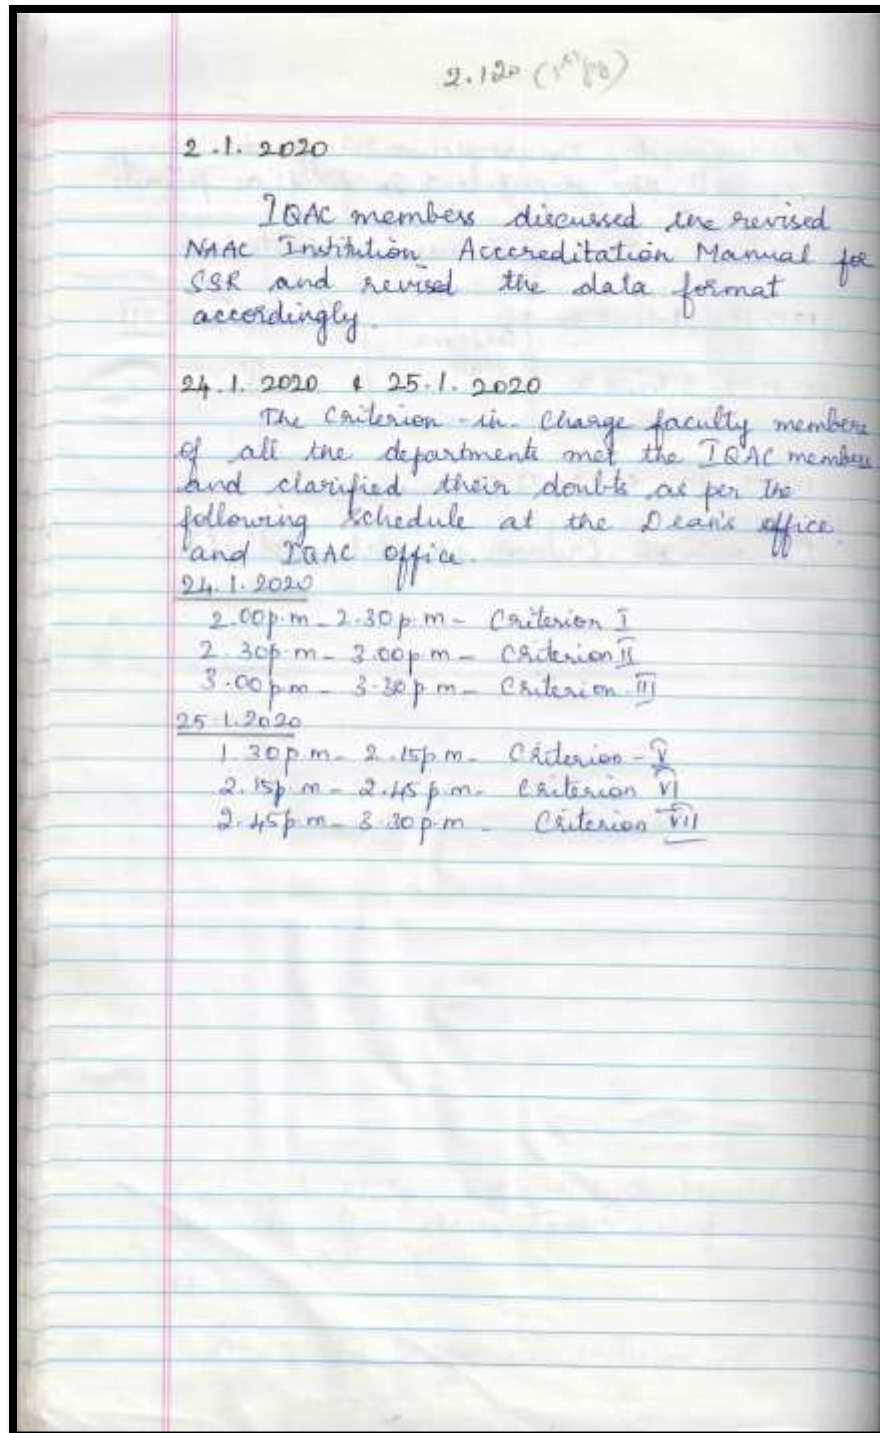 2.1.20 (1st pg)
2.1.2020
IQAC members discussed the revised
NAAC Institution Accreditation Manual for
SSR and revised the data format
accordingly.
24.1.2020 & 25.1.2020
The Criterion-in-Charge faculty members
of all the departments met the IQAC members
and clarified their doubts as per the
following schedule at the Dean's office
and IQAC office.
24.1.2020
2.00p.m - 2.30p.m - Criterion I
2.30p.m - 3.00p.m - Criterion II
3.00p.m - 3.30p.m - Criterion III
25.1.2020
1.30p.m - 2.15p.m - Criterion - V
2.15p.m - 2.45p.m - Criterion VI
2.45p.m - 3.30p.m - Criterion VII